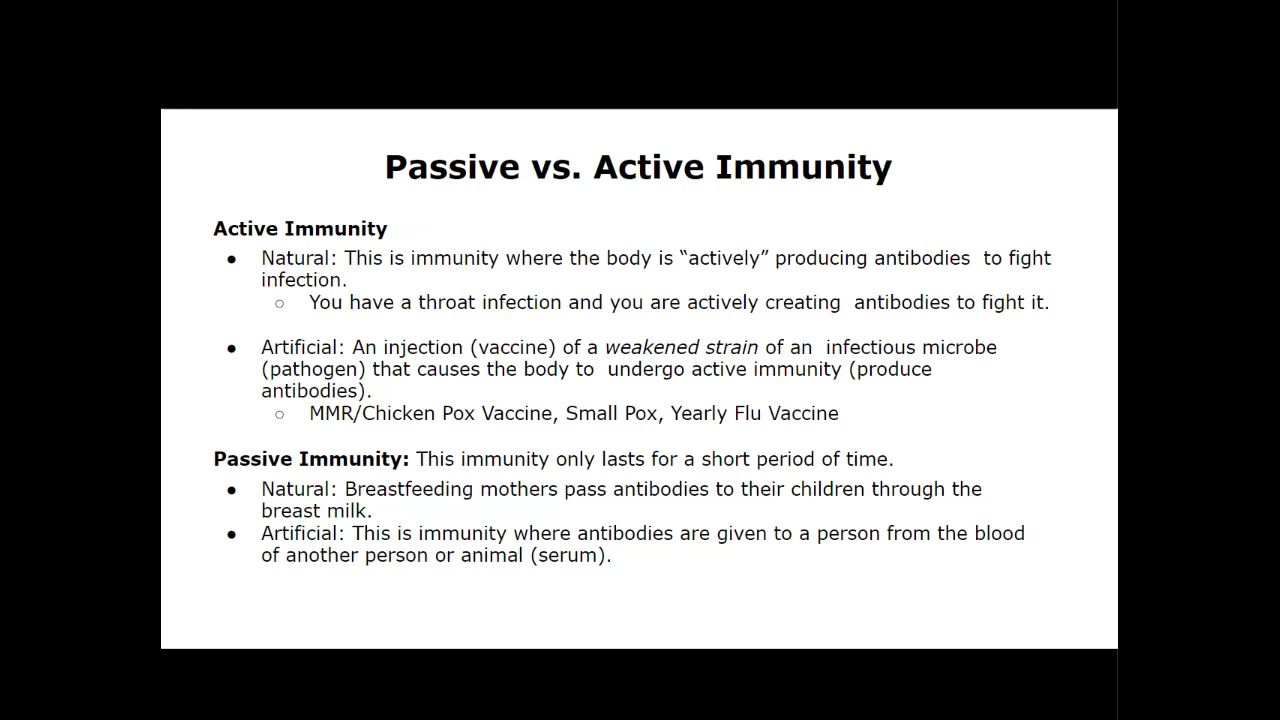 Passive vs. Active Immunity
Active Immunity
● Natural: This is immunity where the body is “actively” producing antibodies  to fight
infection.
○ You have a throat infection and you are actively creating  antibodies to fight it.
● Artificial: An injection (vaccine) of a weakened strain of an  infectious microbe
(pathogen) that causes the body to  undergo active immunity (produce
antibodies).
○ MMR/Chicken Pox Vaccine, Small Pox, Yearly Flu Vaccine
Passive Immunity: This immunity only lasts for a short period of time.
● Natural: Breastfeeding mothers pass antibodies to their children through the
breast milk.
● Artificial: This is immunity where antibodies are given to a person from the blood
of another person or animal (serum).